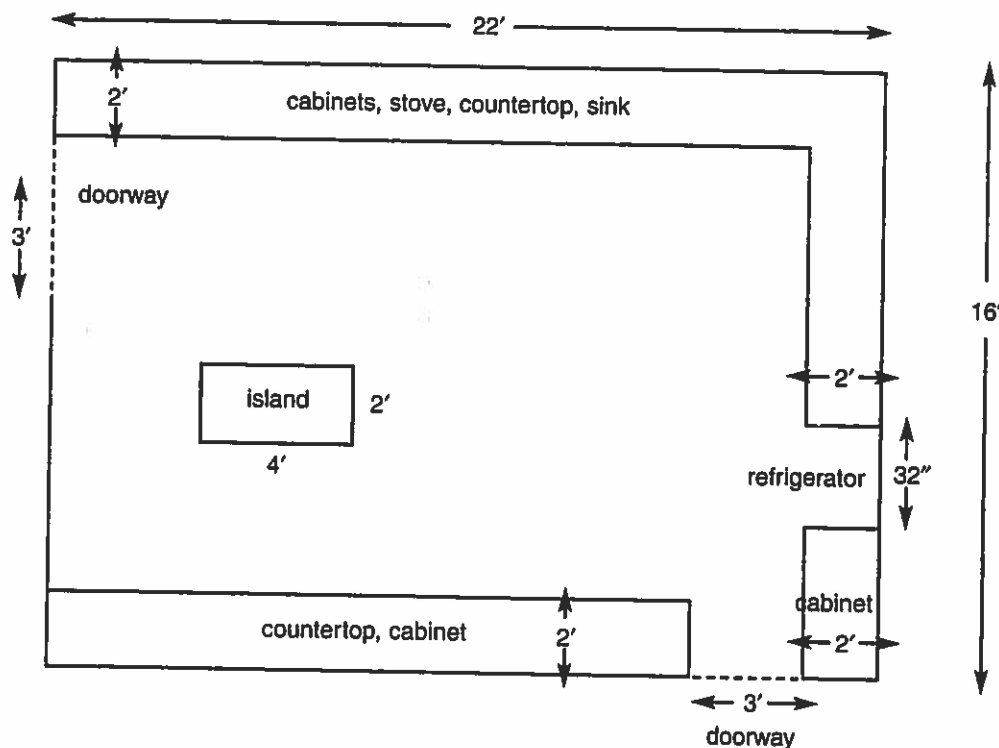 22'
2'
cabinets, stove, countertop, sink
doorway
3'
16'
island
2'
4'
2'
refrigerator
32"
cabinet
2'
countertop, cabinet
2'
3'
doorway